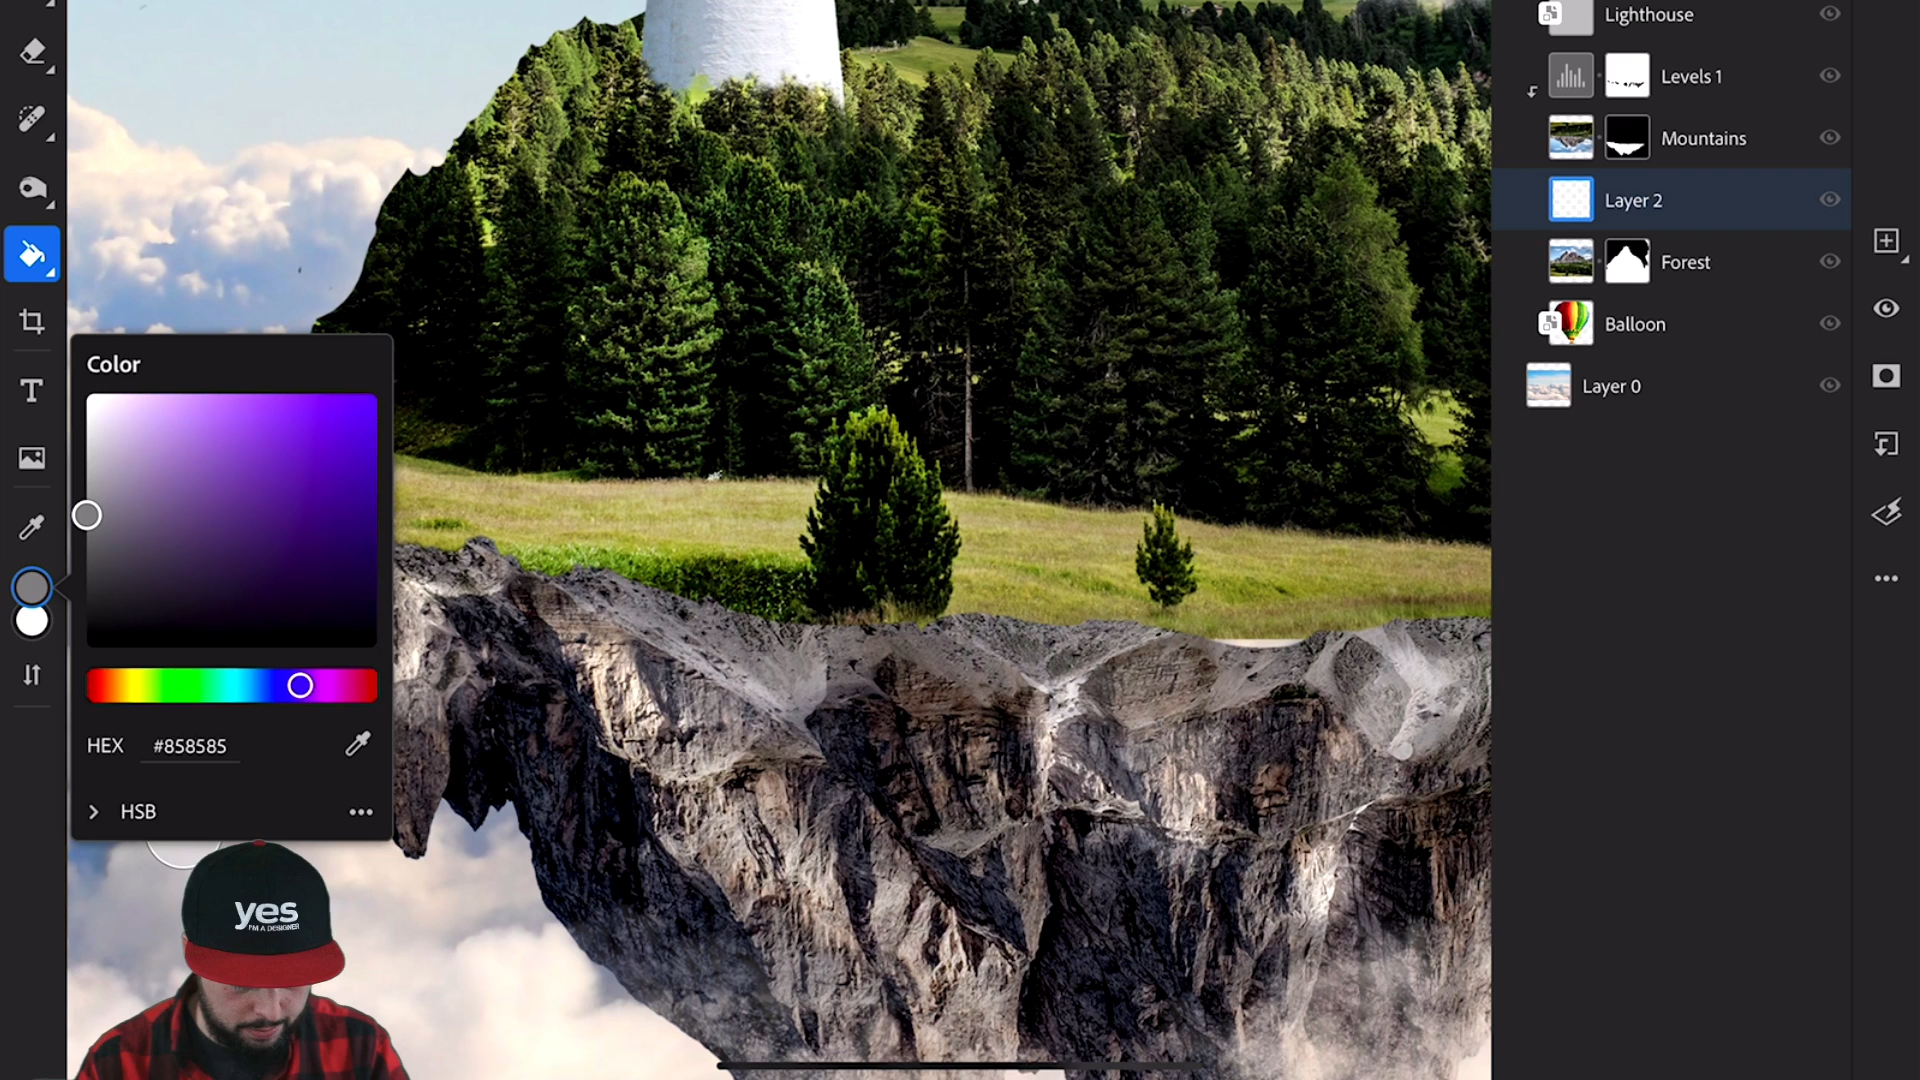 Lighthouse
Levels 1
Mountains
Layer 2
Forest
Balloon
Layer 0
Color
HEX #858585
HSB
T
yes
I'M A DESIGNER